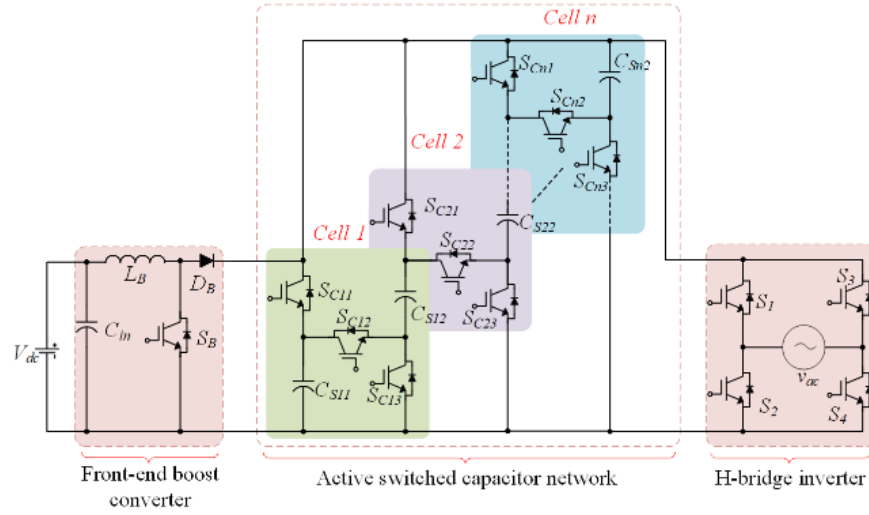 Cell n
S_Cn1
C_Sn2
S_Cn2
Cell 2
S_Cn3
S_C21
C_S22
Cell 1
S_C22
L_B
D_B
S_C11
S_3
S_1
C_S12
S_C23
C_in
S_B
S_C12
V_dc
v_ac
C_S11
S_C13
S_2
S_4
Front-end boost
converter
Active switched capacitor network
H-bridge inverter